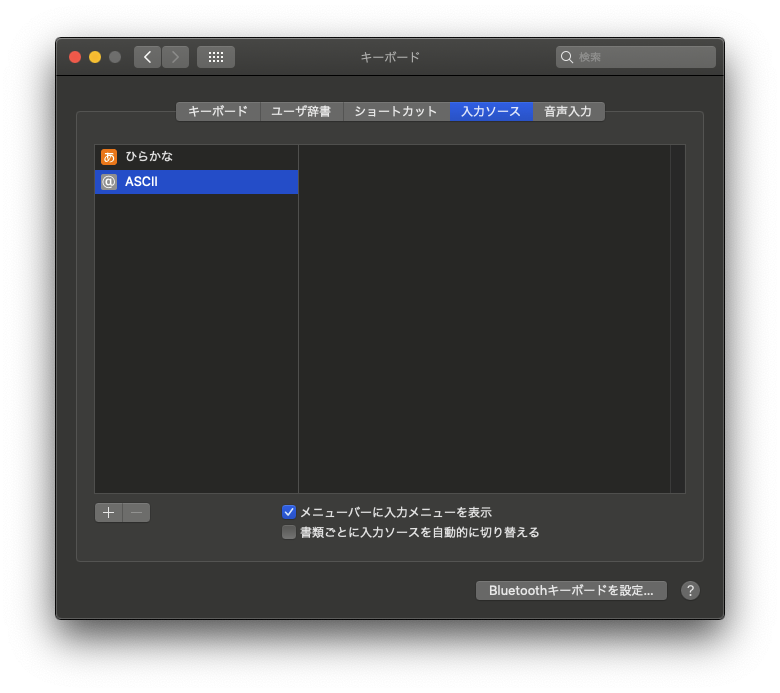 キーボード
検索
キーボード ユーザ辞書 ショートカット 入力ソース 音声入力
あ ひらかな
@ ASCII
メニューバーに入力メニューを表示
書類ごとに入力ソースを自動的に切り替える
Bluetoothキーボードを設定...
?